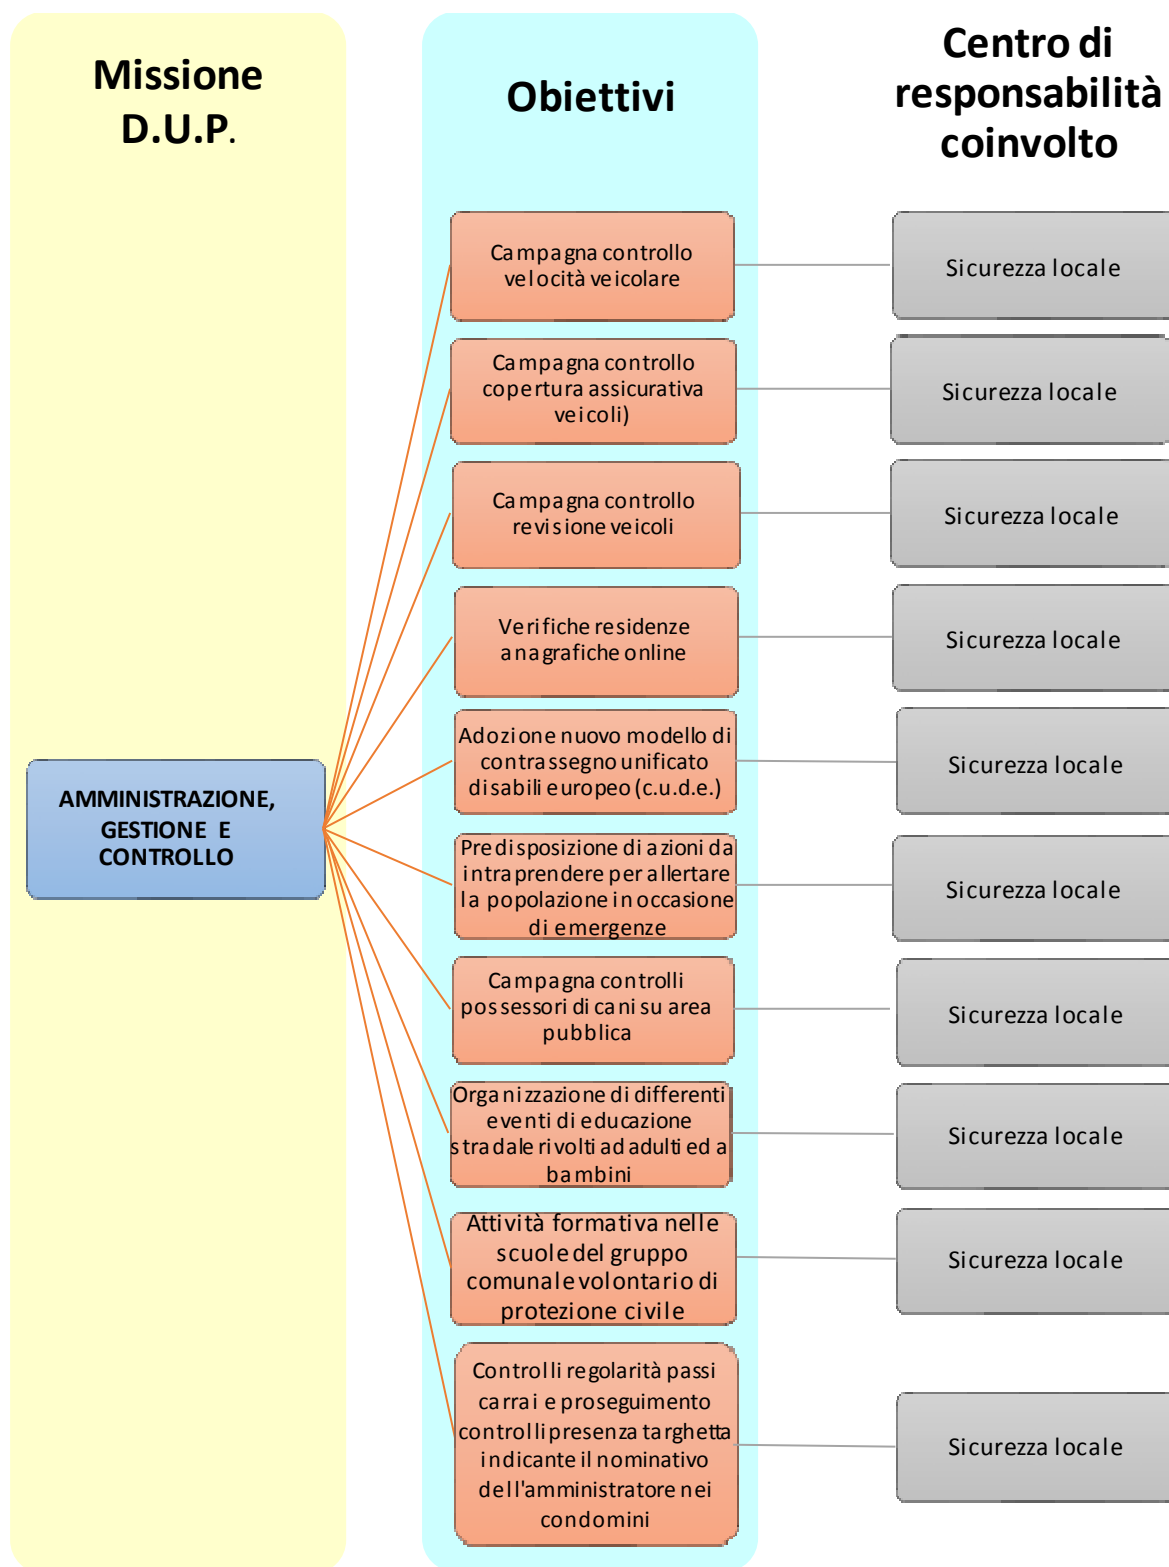 Missione
D.U.P.
Obiettivi
Centro di
responsabilità
coinvolto
AMMINISTRAZIONE,
GESTIONE E
CONTROLLO
Campagna controllo
velocità veicolare
Sicurezza locale
Campagna controllo
copertura assicurativa
veicoli)
Sicurezza locale
Campagna controllo
revisione veicoli
Sicurezza locale
Verifiche residenze
anagrafiche online
Sicurezza locale
Adozione nuovo modello di
contrassegno unificato
disabili europeo (c.u.d.e.)
Sicurezza locale
Predisposizione di azioni da
intraprendere per allertare
la popolazione in occasione
di emergenze
Sicurezza locale
Campagna controlli
possessori di cani su area
pubblica
Sicurezza locale
Organizzazione di differenti
eventi di educazione
stradale rivolti ad adulti ed a
bambini
Sicurezza locale
Attività formativa nelle
scuole del gruppo
comunale volontario di
protezione civile
Sicurezza locale
Controlli regolarità passi
carrai e proseguimento
controlli presenza targhetta
indicante il nominativo
dell'amministratore nei
condomini
Sicurezza locale